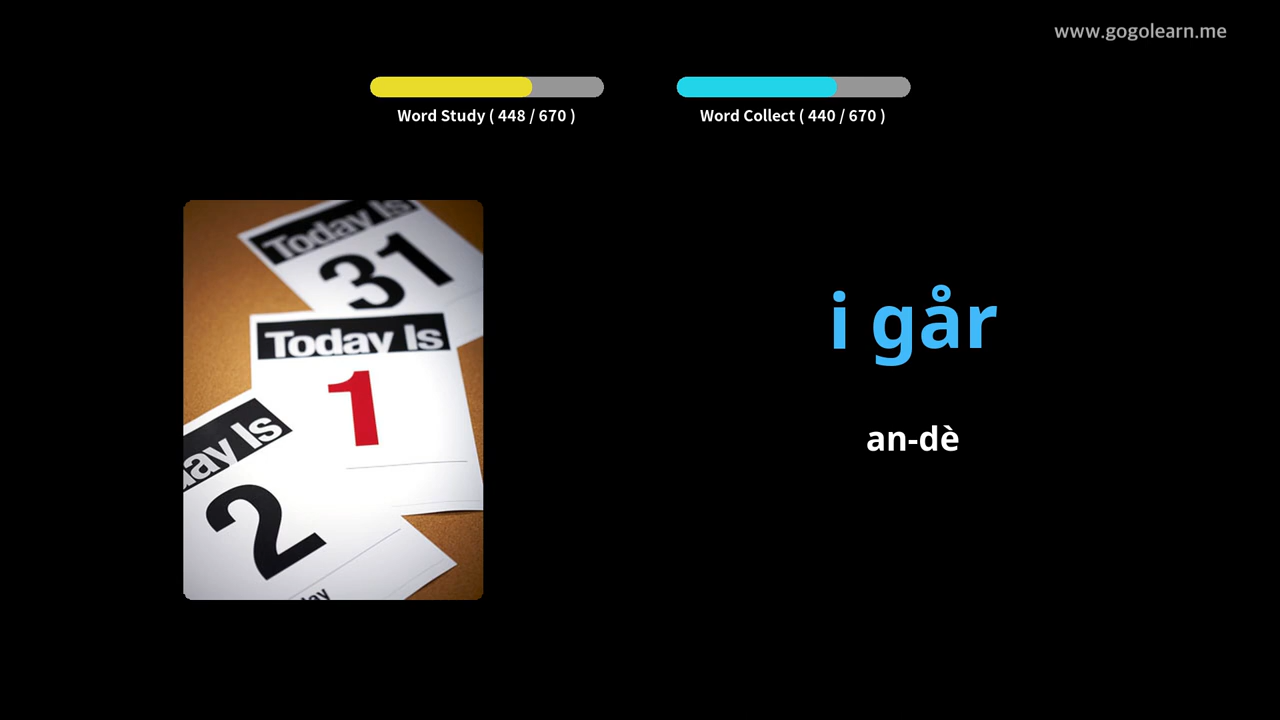 www.gogolearn.me
Word Study ( 448 / 670 )
Word Collect ( 440 / 670 )
Today Is
31
Today Is
1
ay Is
2
i går
an-dè